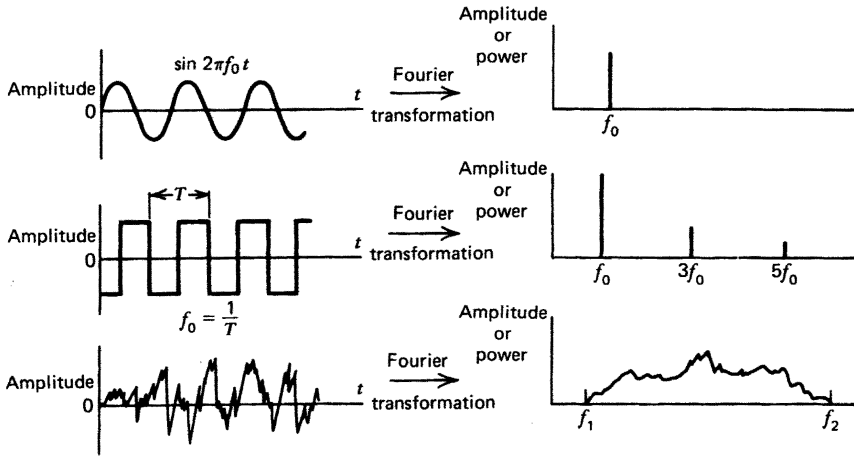 Amplitude
or
power
sin 2πf₀t
Amplitude
0
t
Fourier
transformation
f₀
Amplitude
or
power
T
Amplitude
0
t
Fourier
transformation
f₀
3f₀
5f₀
f₀ = 1/T
Amplitude
or
power
Amplitude
0
t
Fourier
transformation
f₁
f₂